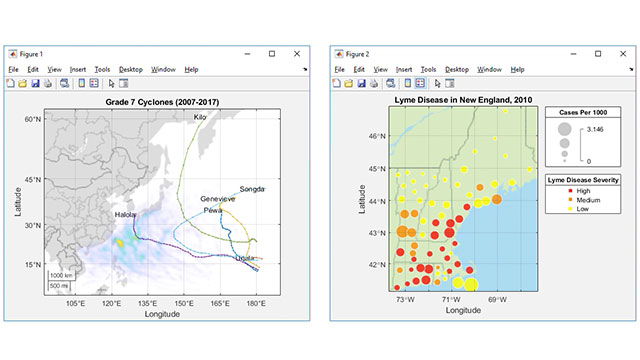 Figure 1
File Edit View Insert Tools Desktop Window Help
Grade 7 Cyclones (2007-2017)
60°N
45°N
30°N
15°N
Latitude
Kilo
Songda
Genevieve
Pewa
Halola
Ulala
1000 km
500 mi
105°E 120°E 135°E 150°E 165°E 180°E
Longitude
Figure 2
File Edit View Insert Tools Desktop Window Help
Lyme Disease in New England, 2010
46°N
45°N
44°N
43°N
42°N
Latitude
73°W 71°W 69°W
Longitude
Cases Per 1000
3.146
0
Lyme Disease Severity
High
Medium
Low